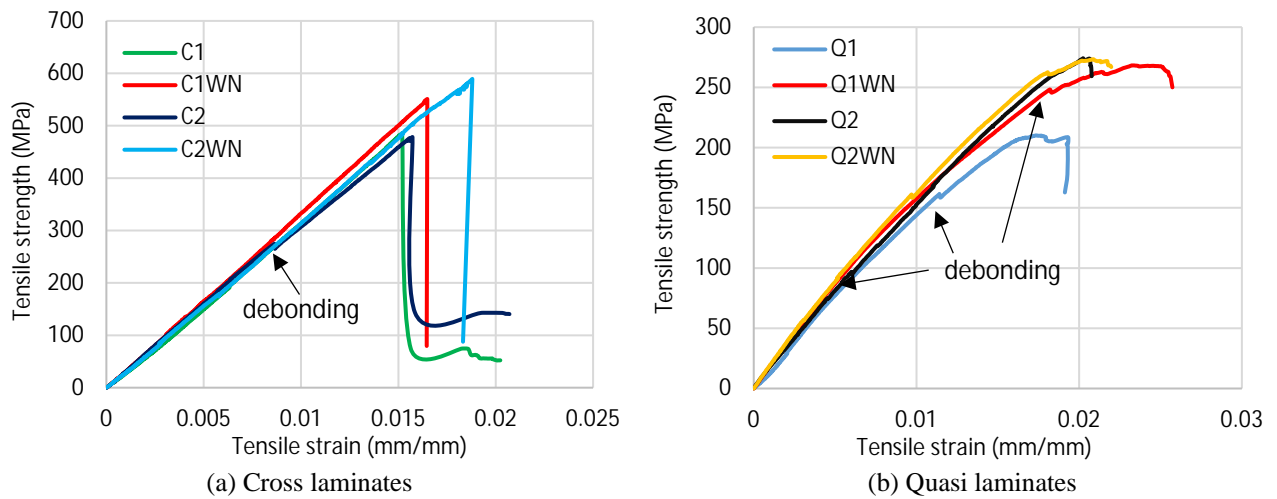 700
600
500
400
300
200
100
0
Tensile strength (MPa)
C1
C1WN
C2
C2WN
debonding
0
0.005
0.01
0.015
0.02
0.025
Tensile strain (mm/mm)
(a) Cross laminates
300
250
200
150
100
50
0
Tensile strength (MPa)
Q1
Q1WN
Q2
Q2WN
debonding
0
0.01
0.02
0.03
Tensile strain (mm/mm)
(b) Quasi laminates